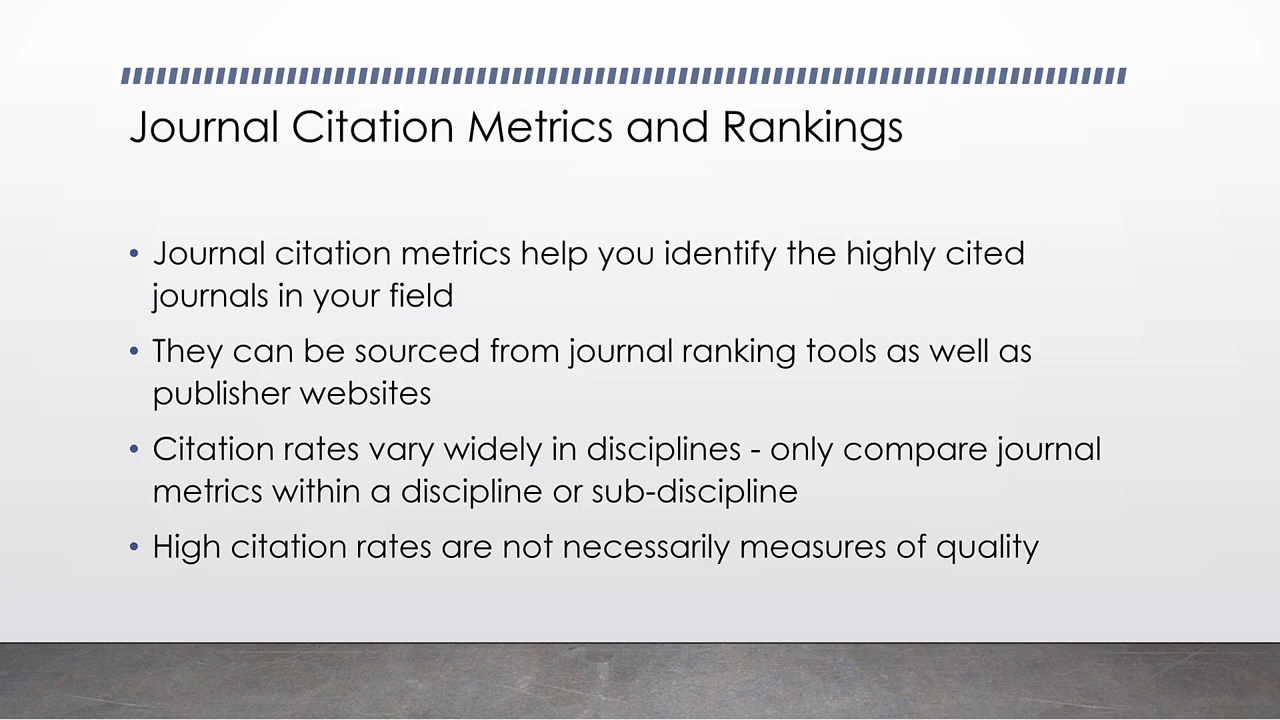 Journal Citation Metrics and Rankings
• Journal citation metrics help you identify the highly cited
journals in your field
• They can be sourced from journal ranking tools as well as
publisher websites
• Citation rates vary widely in disciplines - only compare journal
metrics within a discipline or sub-discipline
• High citation rates are not necessarily measures of quality